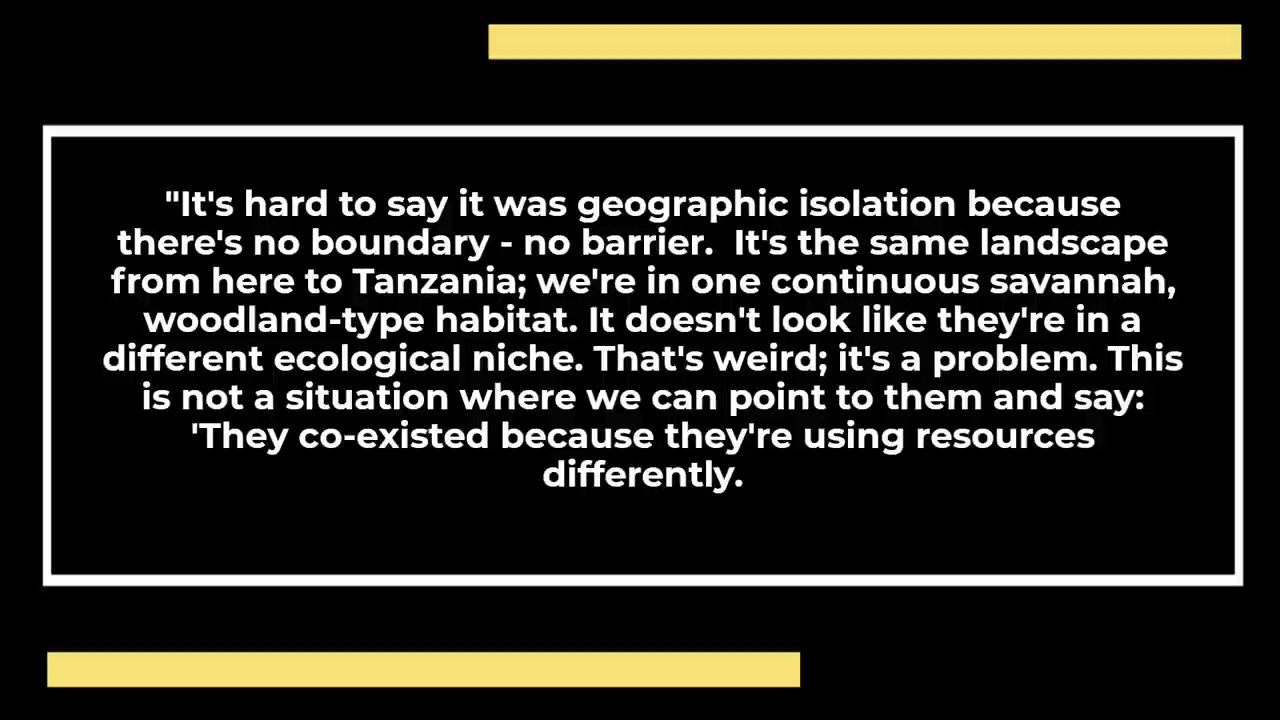 "It's hard to say it was geographic isolation because
there's no boundary - no barrier.  It's the same landscape
from here to Tanzania; we're in one continuous savannah,
woodland-type habitat. It doesn't look like they're in a
different ecological niche. That's weird; it's a problem. This
is not a situation where we can point to them and say:
'They co-existed because they're using resources
differently.